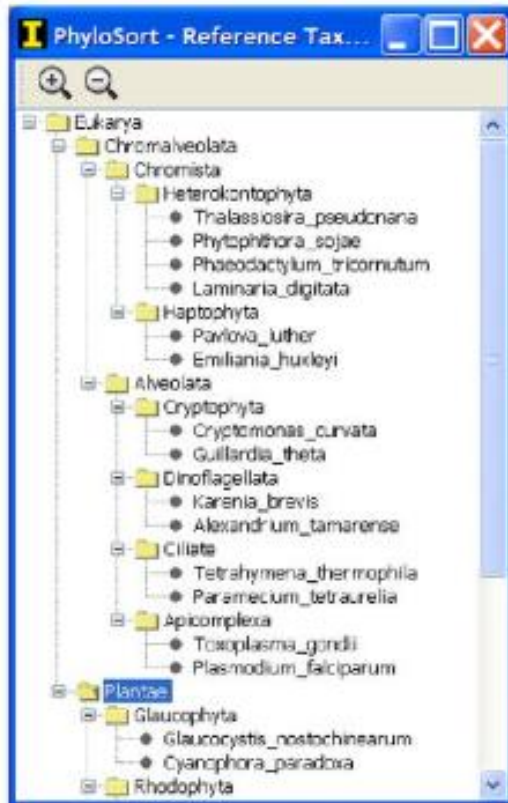 PhyloSort - Reference Tax...
Eukarya
Chromalveolata
Chromista
Heterokontophyta
Thalassiosira_pseudonana
Phytophthora_sojae
Phaeodactylum_tricornutum
Laminaria_digitata
Haptophyta
Pavlova_luther
Emiliania_huxleyi
Alveolata
Cryptophyta
Cryptomonas_curvata
Guillardia_theta
Dinoflagellata
Karenia_brevis
Alexandrium_tamarense
Ciliate
Tetrahymena_thermophila
Paramecium_tetraurelia
Apicomplexa
Toxoplasma_gondii
Plasmodium_falciparum
Plantae
Glaucophyta
Glaucocystis_nostochinearum
Cyanophora_paradoxa
Rhodophyta